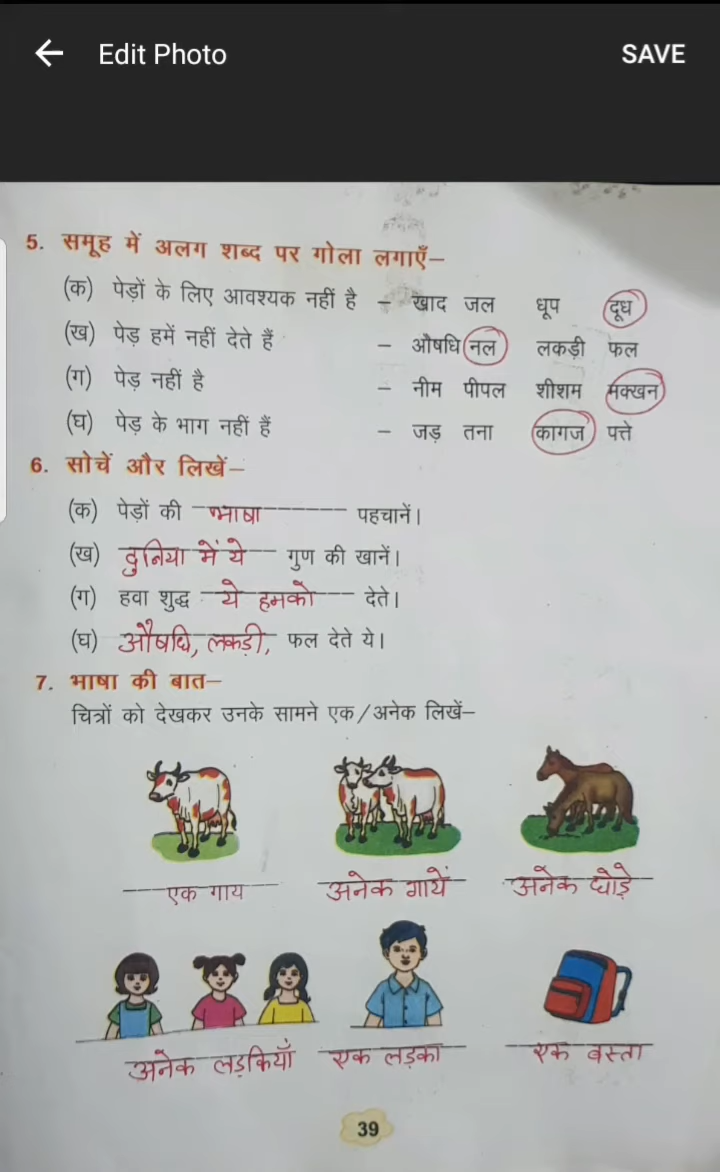 Edit Photo SAVE
5. समूह में अलग शब्द पर गोला लगाएँ–
(क) पेड़ों के लिए आवश्यक नहीं है – खाद जल धूप दूध
(ख) पेड़ हमें नहीं देते हैं – औषधि नल लकड़ी फल
(ग) पेड़ नहीं है – नीम पीपल शीशम मक्खन
(घ) पेड़ के भाग नहीं हैं – जड़ तना कागज पत्ते
6. सोचें और लिखें–
(क) पेड़ों की भाषा पहचानें।
(ख) दुनिया में ये गुण की खानें।
(ग) हवा शुद्ध ये हमको देते।
(घ) औषधि, लकड़ी, फल देते ये।
7. भाषा की बात–
चित्रों को देखकर उनके सामने एक/अनेक लिखें–
एक गाय अनेक गायें अनेक घोड़े
अनेक लड़कियाँ एक लड़का एक बस्ता
39